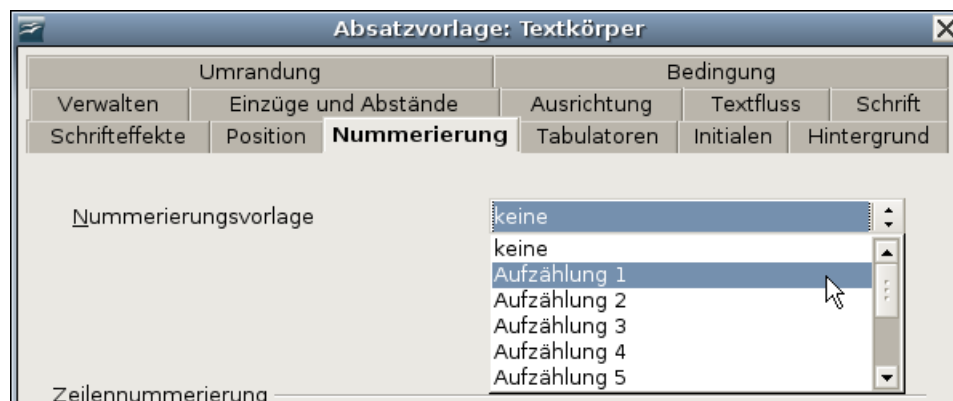 Absatzvorlage: Textkörper
Umrandung Bedingung
Verwalten Einzüge und Abstände Ausrichtung Textfluss Schrift
Schrifteffekte Position Nummerierung Tabulatoren Initialen Hintergrund
Nummerierungsvorlage keine
keine
Aufzählung 1
Aufzählung 2
Aufzählung 3
Aufzählung 4
Aufzählung 5
Zeilennummerierung